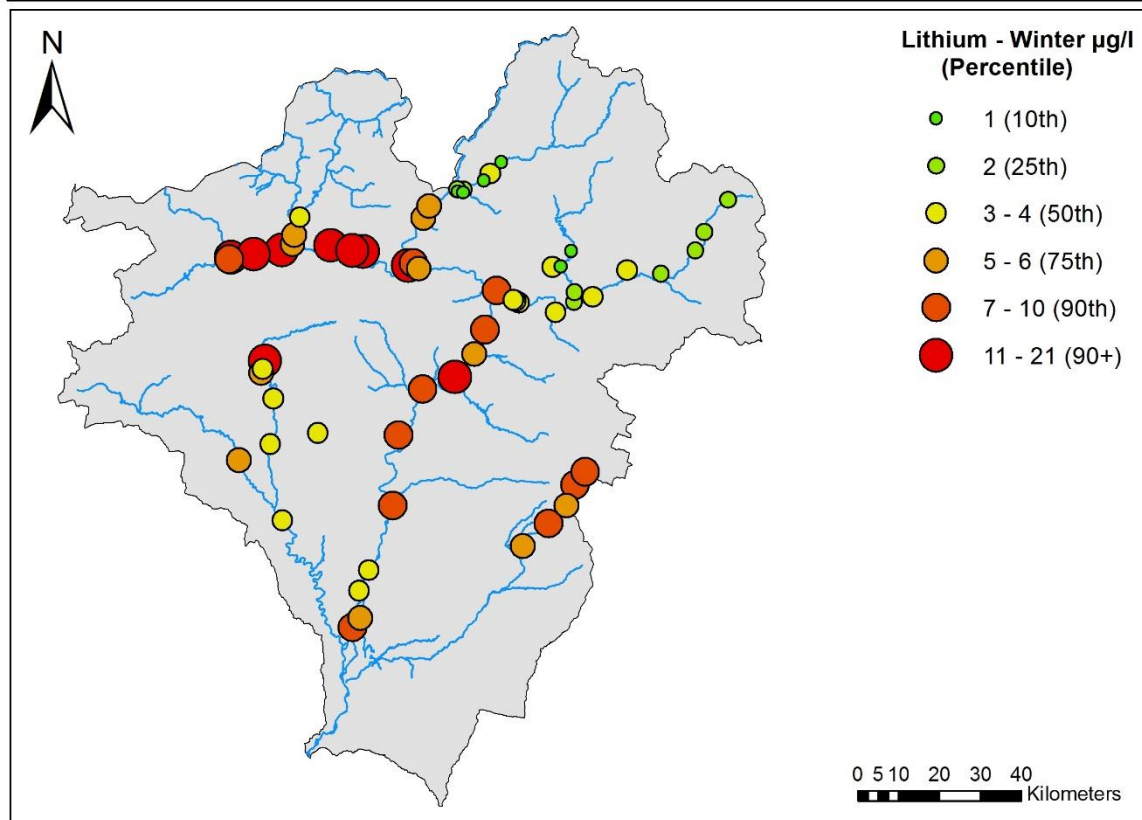 N
Lithium - Winter µg/l
(Percentile)
1 (10th)
2 (25th)
3 - 4 (50th)
5 - 6 (75th)
7 - 10 (90th)
11 - 21 (90+)
0 5 10 20 30 40
Kilometers